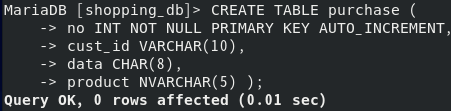 MariaDB [shopping_db]> CREATE TABLE purchase (
-> no INT NOT NULL PRIMARY KEY AUTO_INCREMENT,
-> cust_id VARCHAR(10),
-> data CHAR(8),
-> product NVARCHAR(5) );
Query OK, 0 rows affected (0.01 sec)